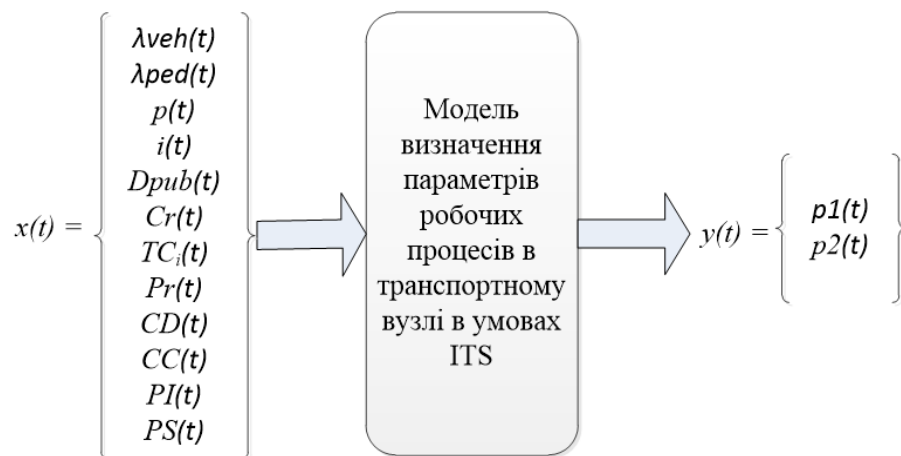 x(t) =
λveh(t)
λped(t)
p(t)
i(t)
Dpub(t)
Cr(t)
TCi(t)
Pr(t)
CD(t)
CC(t)
PI(t)
PS(t)
Модель
визначення
параметрів
робочих
процесів в
транспортному
вузлі в умовах
ITS
y(t) =
p1(t)
p2(t)